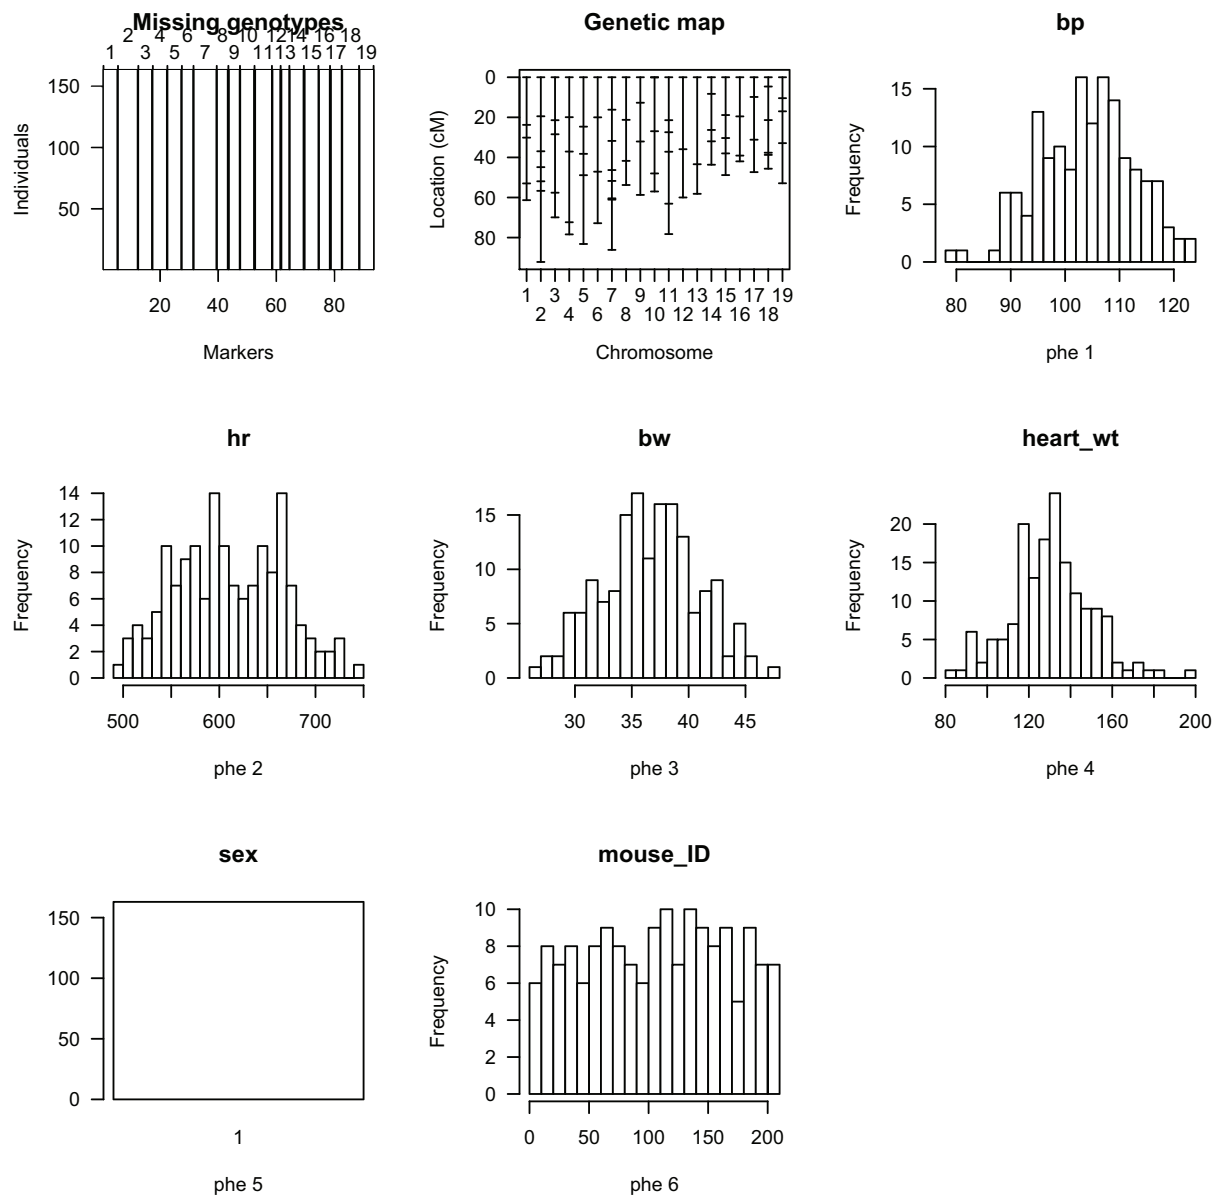 Missing genotypes
2 4 6 8 10 12 14 16 18
1 3 5 7 9 11 13 15 17 19
150
100
50
Individuals
20 40 60 80
Markers
Genetic map
0
20
40
60
80
Location (cM)
1 3 5 7 9 11 13 15 17 19
2 4 6 8 10 12 14 16 18
Chromosome
bp
15
10
5
0
Frequency
80 90 100 110 120
phe 1
hr
14
12
10
8
6
4
2
0
Frequency
500 600 700
phe 2
bw
15
10
5
0
Frequency
30 35 40 45
phe 3
heart_wt
20
15
10
5
0
Frequency
80 120 160 200
phe 4
sex
150
100
50
0
1
phe 5
mouse_ID
10
8
6
4
2
0
Frequency
0 50 100 150 200
phe 6